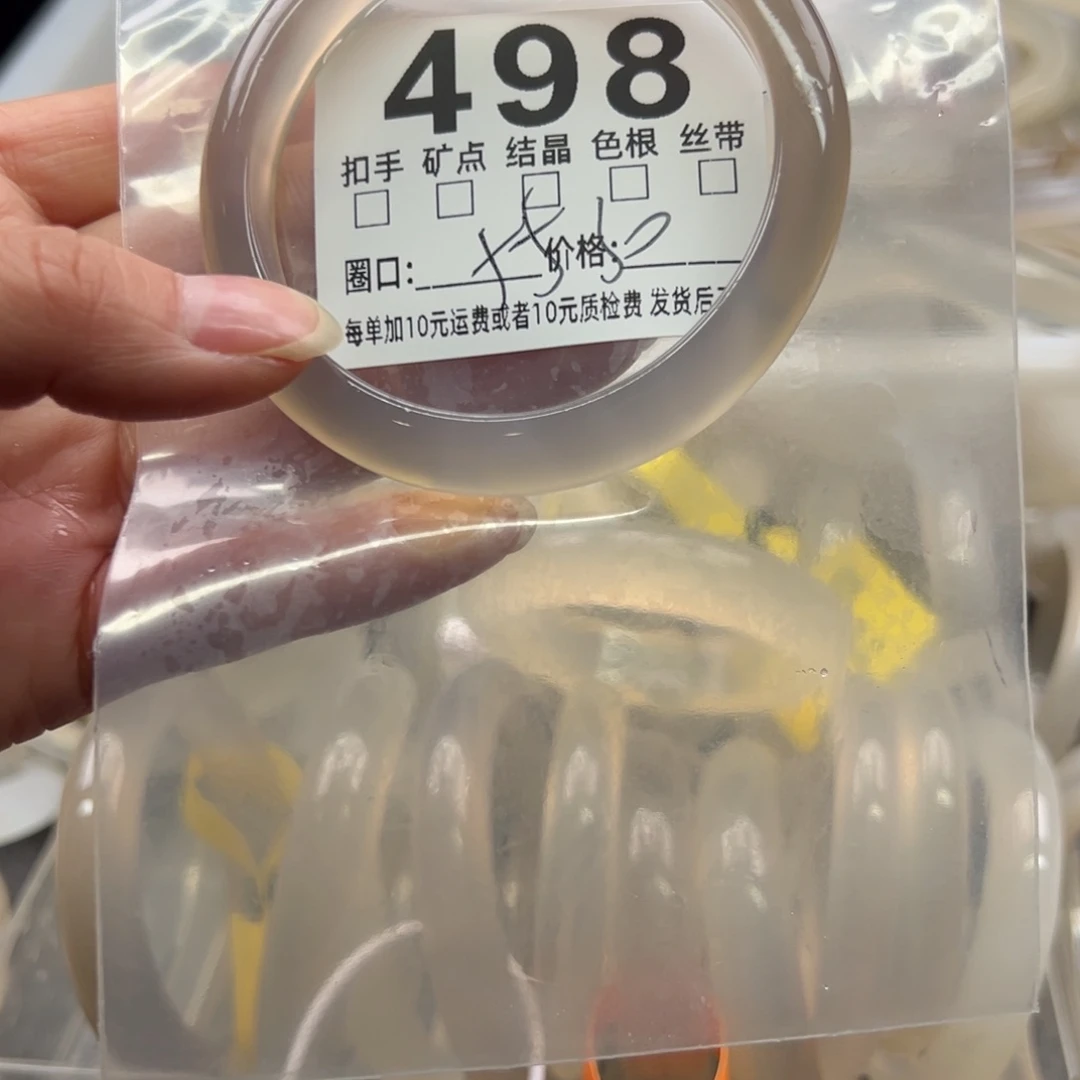 498
扣手 矿点 结晶 色根 丝带
圈口: 价格:
每单加10元运费或者10元质检费 发货后